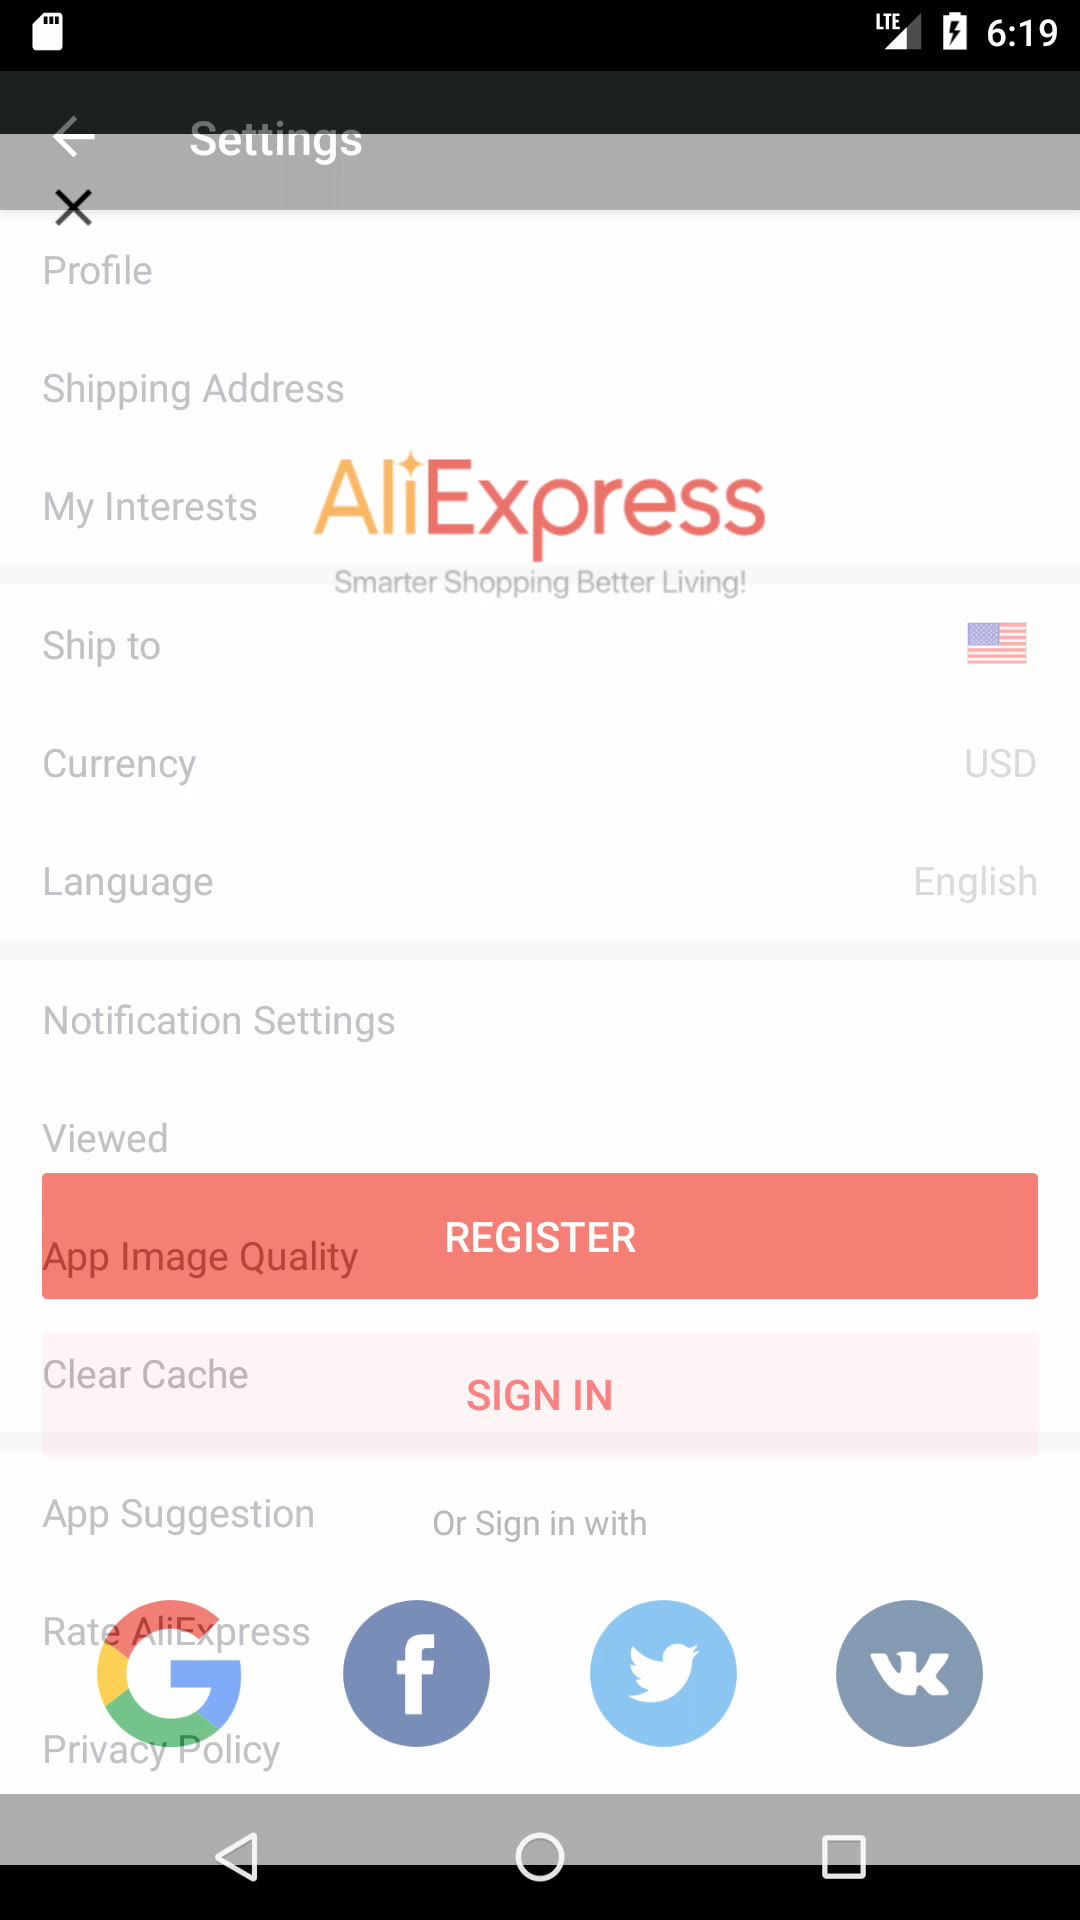 LTE 6:19
Settings
Profile
Shipping Address
My Interests
AliExpress
Smarter Shopping Better Living!
Ship to
Currency USD
Language English
Notification Settings
Viewed
REGISTER
App Image Quality
Clear Cache
SIGN IN
App Suggestion
Or Sign in with
Rate AliExpress
Privacy Policy